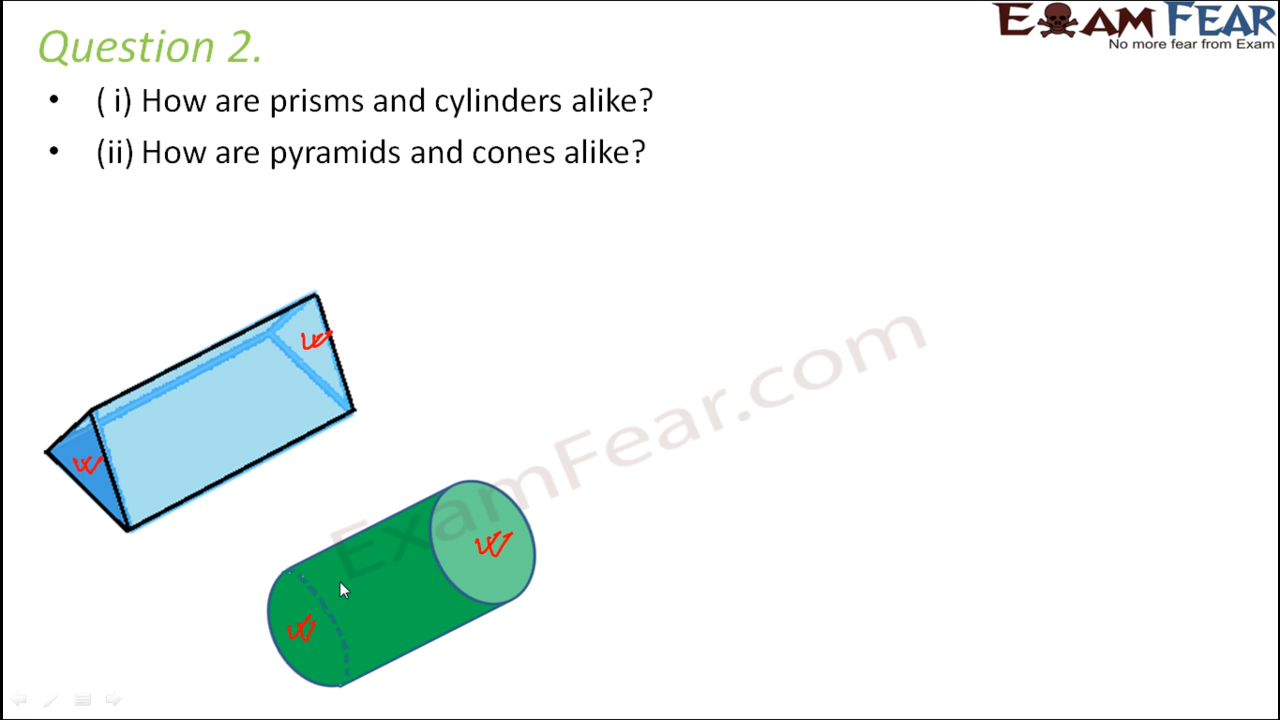 EXAM FEAR
No more fear from Exam
Question 2.
• ( i) How are prisms and cylinders alike?
• (ii) How are pyramids and cones alike?
ExamFear.com